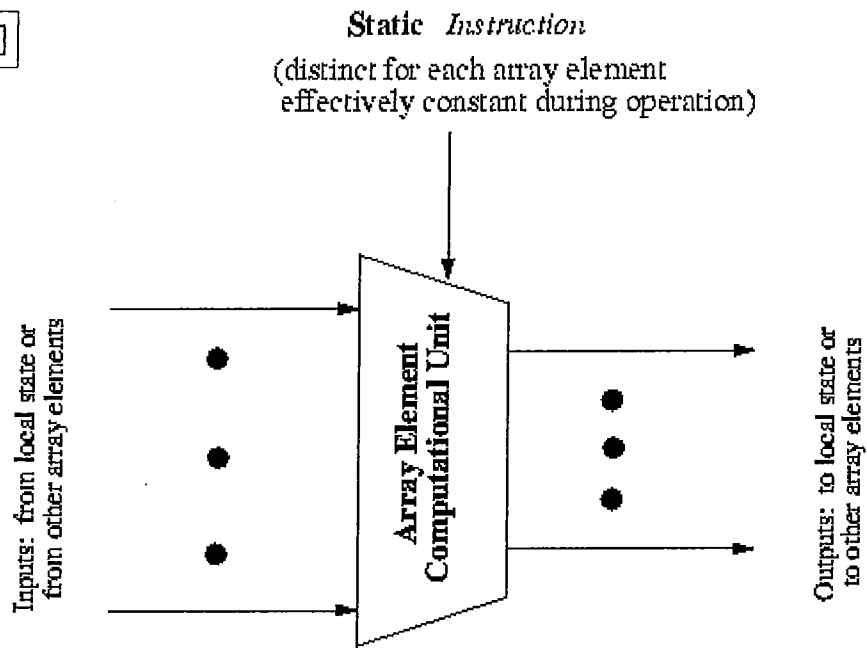 Static Instruction
(distinct for each array element
effectively constant during operation)
Inputs: from local state or
from other array elements
Array Element
Computational Unit
Outputs: to local state or
to other array elements